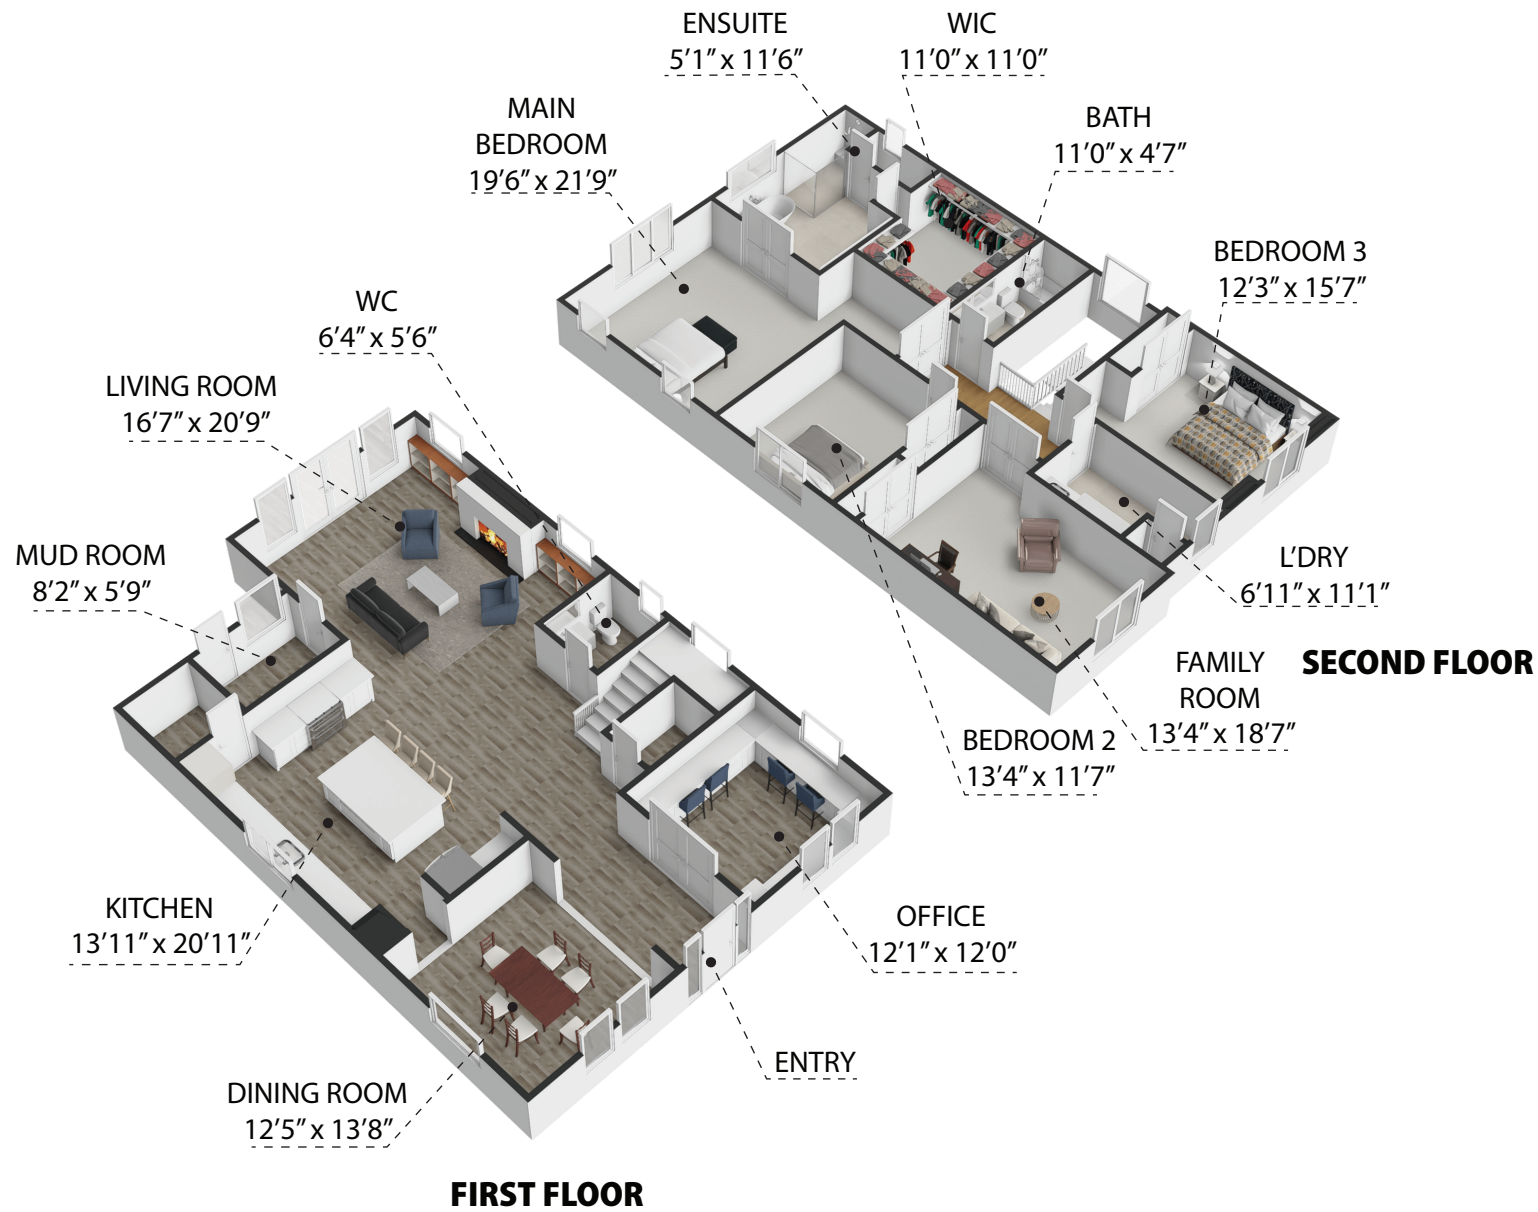 ENSUITE
5′1″ x 11′6″
WIC
11′0″ x 11′0″
MAIN
BEDROOM
19′6″ x 21′9″
BATH
11′0″ x 4′7″
BEDROOM 3
12′3″ x 15′7″
WC
6′4″ x 5′6″
LIVING ROOM
16′7″ x 20′9″
MUD ROOM
8′2″ x 5′9″
L’DRY
6′11″ x 11′1″
FAMILY
ROOM
13′4″ x 18′7″
SECOND FLOOR
BEDROOM 2
13′4″ x 11′7″
KITCHEN
13′11″ x 20′11″
OFFICE
12′1″ x 12′0″
ENTRY
DINING ROOM
12′5″ x 13′8″
FIRST FLOOR